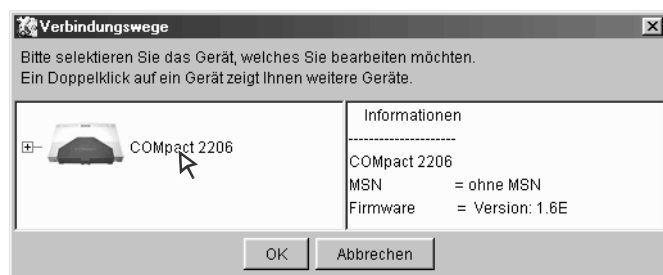 Verbindungswege
Bitte selektieren Sie das Gerät, welches Sie bearbeiten möchten.
Ein Doppelklick auf ein Gerät zeigt Ihnen weitere Geräte.
COMpact 2206
Informationen
---------------------
COMpact 2206
MSN = ohne MSN
Firmware = Version: 1.6E
OK Abbrechen